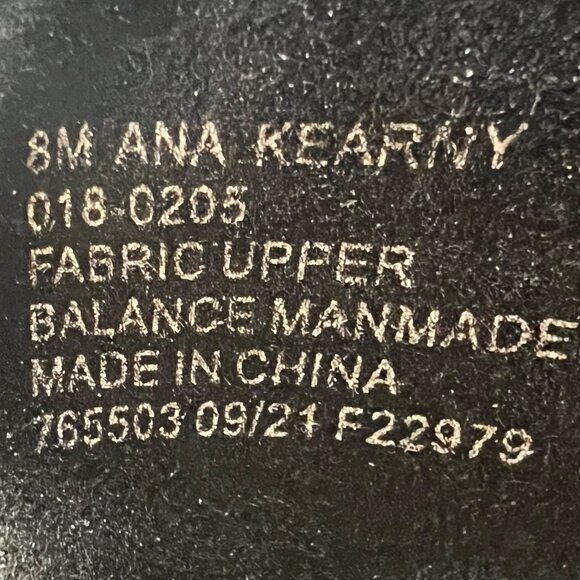 8M ANA KEARNY
018 0205
FABRIC UPPER
BALANCE MANMADE
MADE IN CHINA
765503 09/21 F22979